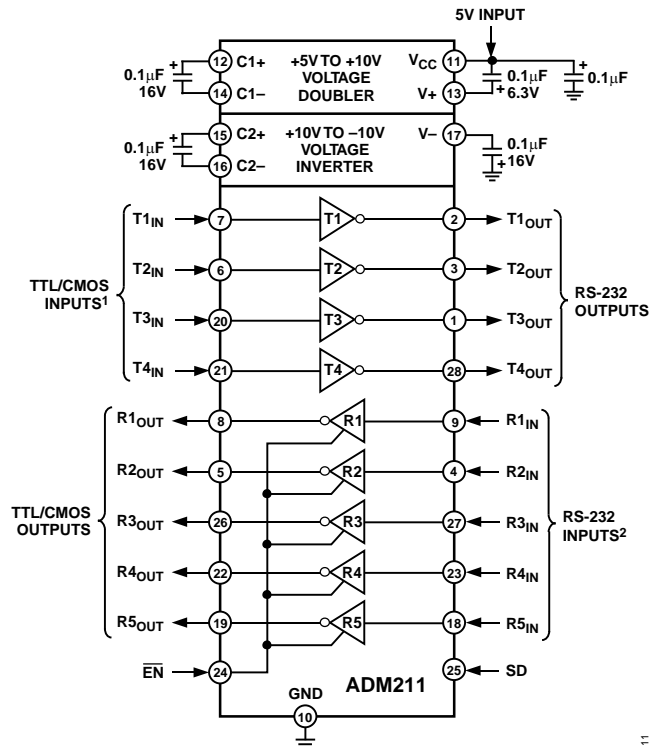 5V INPUT
12 C1+ +5V TO +10V VOLTAGE DOUBLER VCC 11
0.1µF 16V
14 C1–
V+ 13
0.1µF 6.3V
0.1µF
15 C2+ +10V TO –10V VOLTAGE INVERTER V– 17
0.1µF 16V
16 C2–
0.1µF 16V
T1IN 7 T1 2 T1OUT
T2IN 6 T2 3 T2OUT
TTL/CMOS INPUTS1
RS-232 OUTPUTS
T3IN 20 T3 1 T3OUT
T4IN 21 T4 28 T4OUT
R1OUT 8 R1 9 R1IN
R2OUT 5 R2 4 R2IN
TTL/CMOS OUTPUTS
R3OUT 26 R3 27 R3IN
RS-232 INPUTS2
R4OUT 22 R4 23 R4IN
R5OUT 19 R5 18 R5IN
EN 24
25 SD
GND
ADM211
10
11